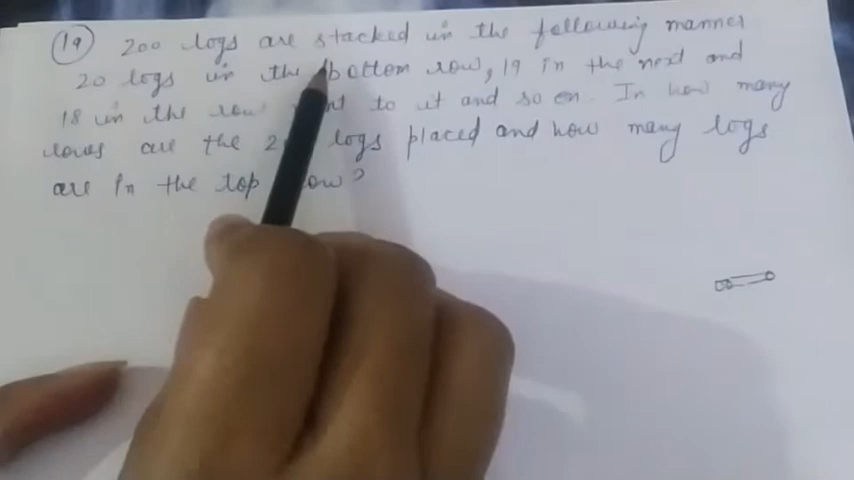 (19) 200 logs are stacked in the following manner
20 logs in the bottom row, 19 in the next and
18 in the row to it and so on. In how many
rows are the logs placed and how many logs
are in the top row?